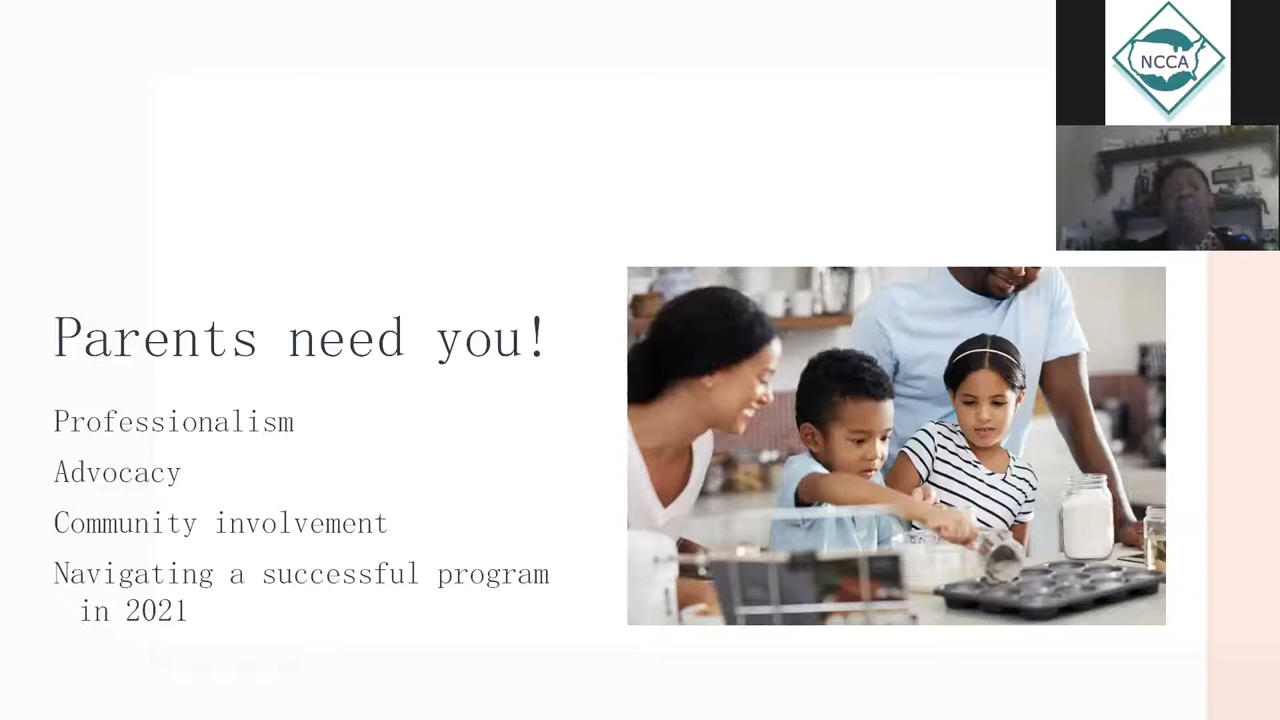 NCCA
Parents need you!
Professionalism
Advocacy
Community involvement
Navigating a successful program
in 2021